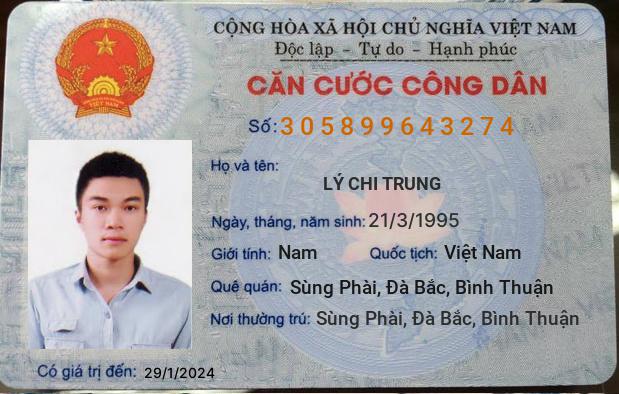 CỘNG HÒA XÃ HỘI CHỦ NGHĨA VIỆT NAM
Độc lập - Tự do - Hạnh phúc
CĂN CƯỚC CÔNG DÂN
Số: 305899643274
Họ và tên:
LÝ CHI TRUNG
Ngày, tháng, năm sinh: 21/3/1995
Giới tính: Nam Quốc tịch: Việt Nam
Quê quán: Sùng Phài, Đà Bắc, Bình Thuận
Nơi thường trú: Sùng Phài, Đà Bắc, Bình Thuận
Có giá trị đến: 29/1/2024
VIỆT NAM